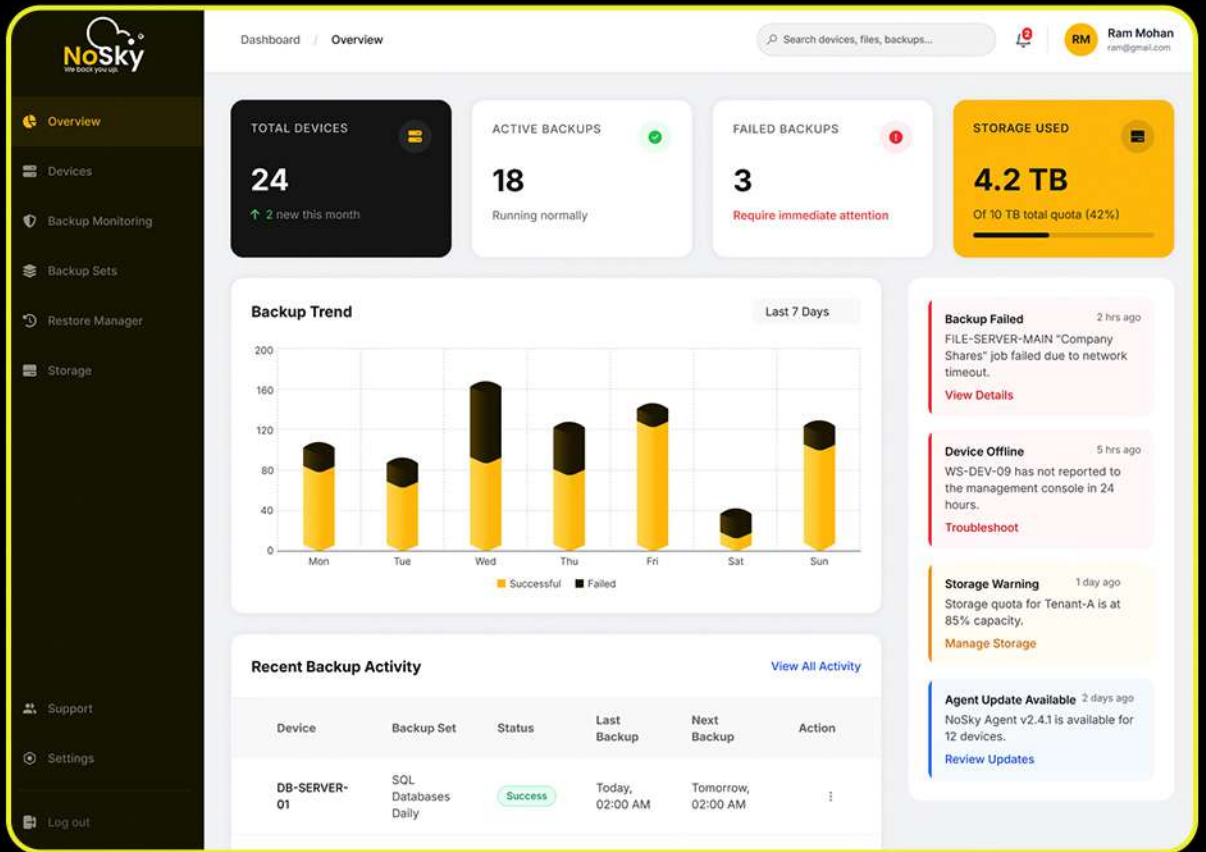 NoSky
We back you up.
Overview
Devices
Backup Monitoring
Backup Sets
Restore Manager
Storage
Support
Settings
Log out
Dashboard / Overview
Search devices, files, backups...
2
RM
Ram Mohan
ram@gmail.com
TOTAL DEVICES
24
↑ 2 new this month
ACTIVE BACKUPS
18
Running normally
FAILED BACKUPS
3
Require immediate attention
STORAGE USED
4.2 TB
Of 10 TB total quota (42%)
Backup Trend
Last 7 Days
200
160
120
80
40
0
Mon Tue Wed Thu Fri Sat Sun
Successful Failed
Recent Backup Activity
View All Activity
Device
Backup Set
Status
Last
Backup
Next
Backup
Action
DB-SERVER-
01
SQL
Databases
Daily
Success
Today,
02:00 AM
Tomorrow,
02:00 AM
Backup Failed 2 hrs ago
FILE-SERVER-MAIN "Company
Shares" job failed due to network
timeout.
View Details
Device Offline 5 hrs ago
WS-DEV-09 has not reported to
the management console in 24
hours.
Troubleshoot
Storage Warning 1 day ago
Storage quota for Tenant-A is at
85% capacity.
Manage Storage
Agent Update Available 2 days ago
NoSky Agent v2.4.1 is available for
12 devices.
Review Updates